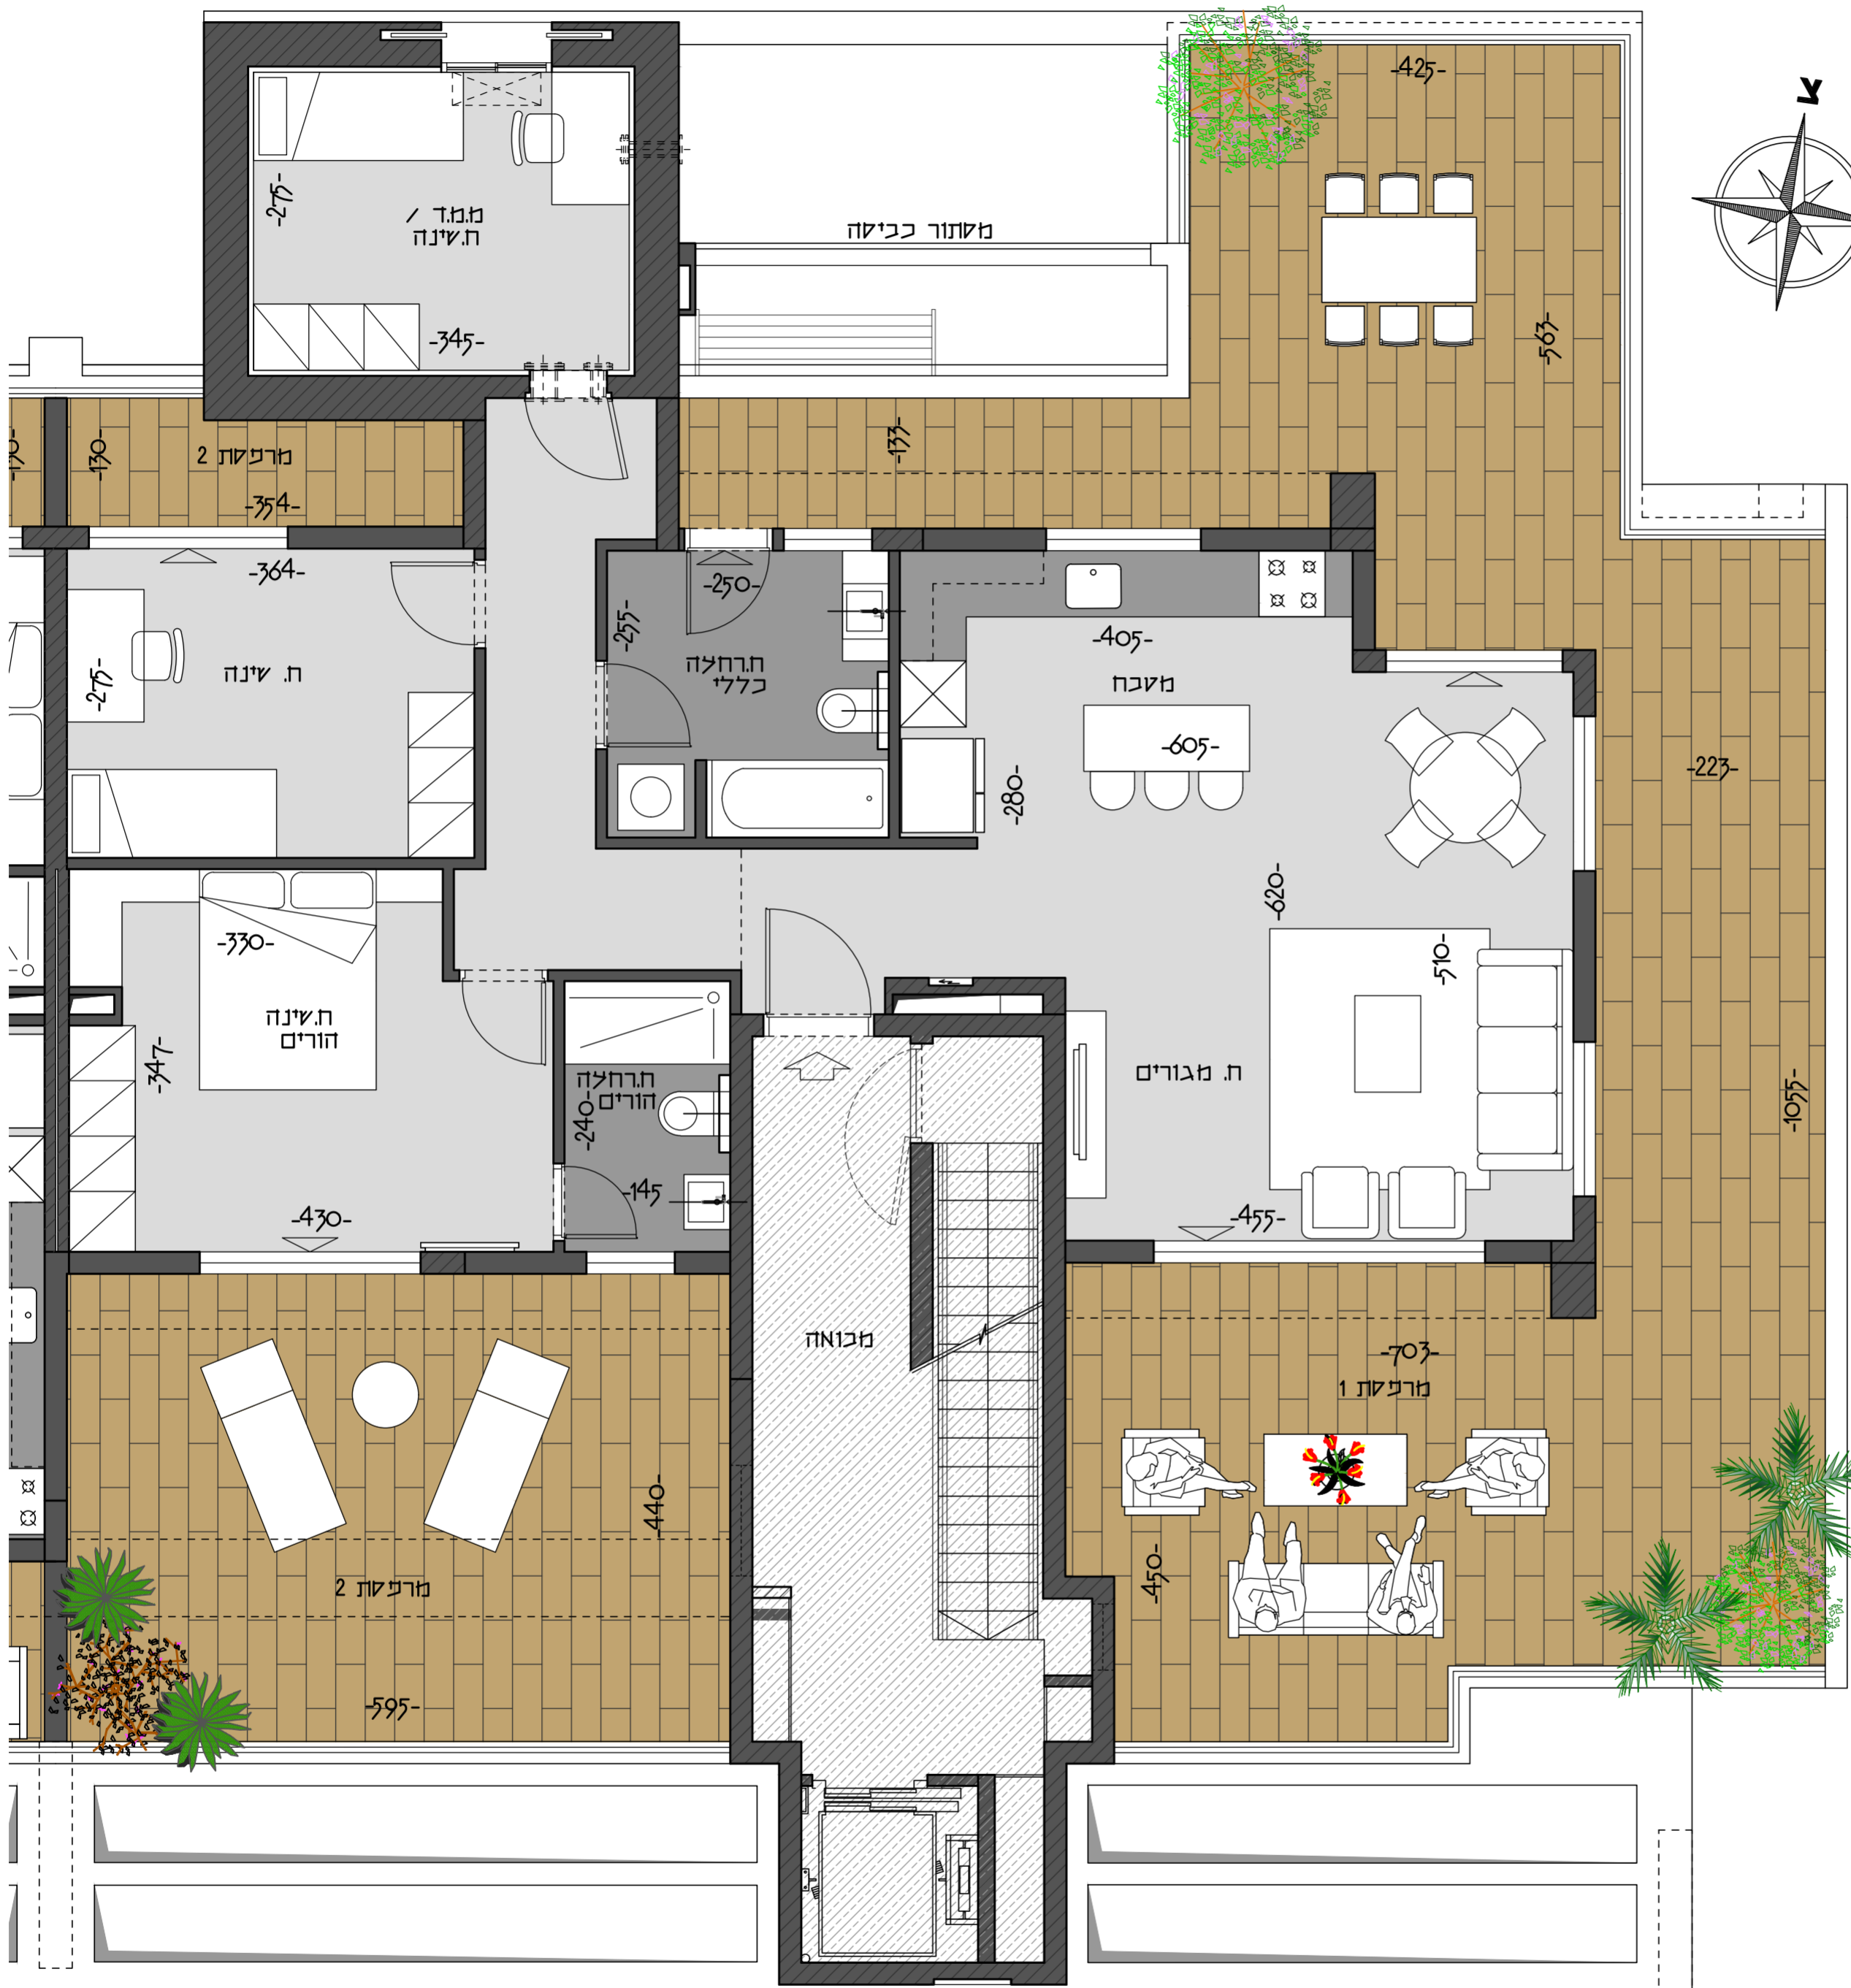 -425-
צ
-275-
מ.מ.ד /
ח.שינה
מסתור כביסה
-345-
-563-
-130-
מרפסת 2
-354-
-133-
-364-
-250-
-255-
-405-
ח. שינה
-275-
ח.רחצה
כללי
מטבח
-605-
-280-
-223-
-620-
-330-
-510-
ח.שינה
הורים
-347-
ח.רחצה
הורים
-240-
ח. מגורים
-1055-
-145
-430-
-455-
מבואה
-703-
מרפסת 1
-440-
-450-
מרפסת 2
-595-